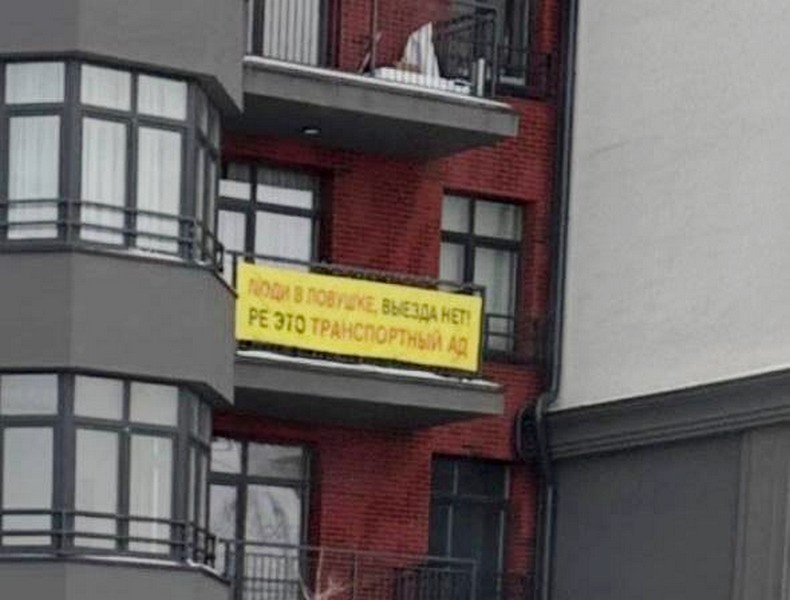 ЛЮДИ В ЛОВУШКЕ, ВЫЕЗДА НЕТ!
РЕ ЭТО ТРАНСПОРТНЫЙ АД